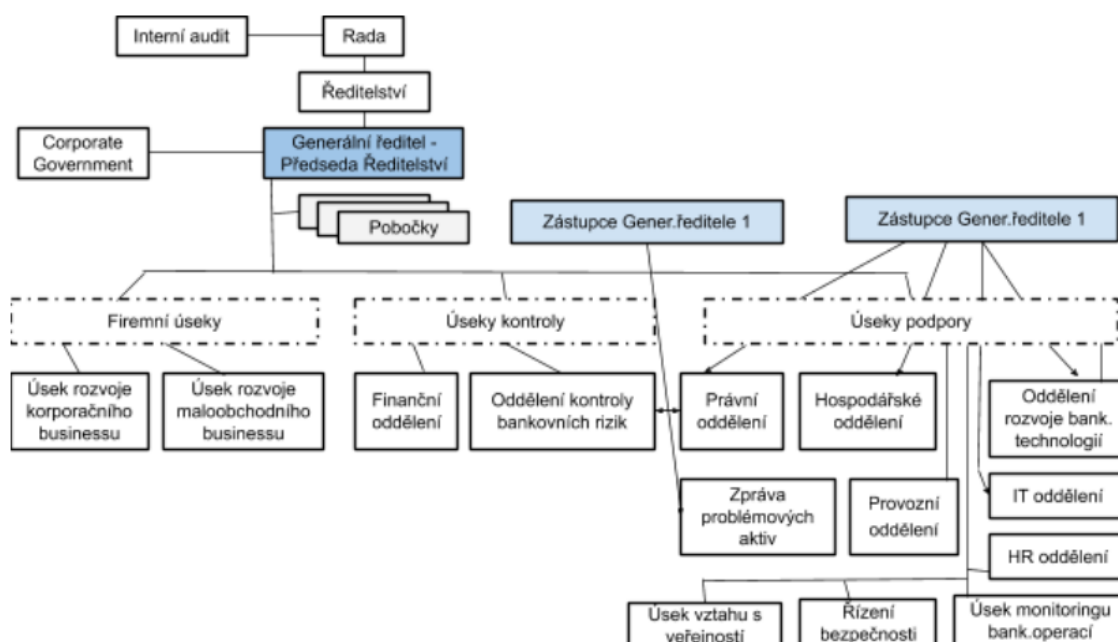 Interní audit
Rada
Ředitelství
Corporate
Government
Generální ředitel -
Předseda Ředitelství
Pobočky
Zástupce Gener.ředitele 1
Zástupce Gener.ředitele 1
Firemní úseky
Úseky kontroly
Úseky podpory
Úsek rozvoje
korporačního
businessu
Úsek rozvoje
maloobchodního
businessu
Finanční
oddělení
Oddělení kontroly
bankovních rizik
Právní
oddělení
Hospodářské
oddělení
Oddělení
rozvoje bank.
technologií
Zpráva
problémových
aktiv
Provozní
oddělení
IT oddělení
HR oddělení
Úsek vztahu s
veřejností
Řízení
bezpečnosti
Úsek monitoringu
bank.operací